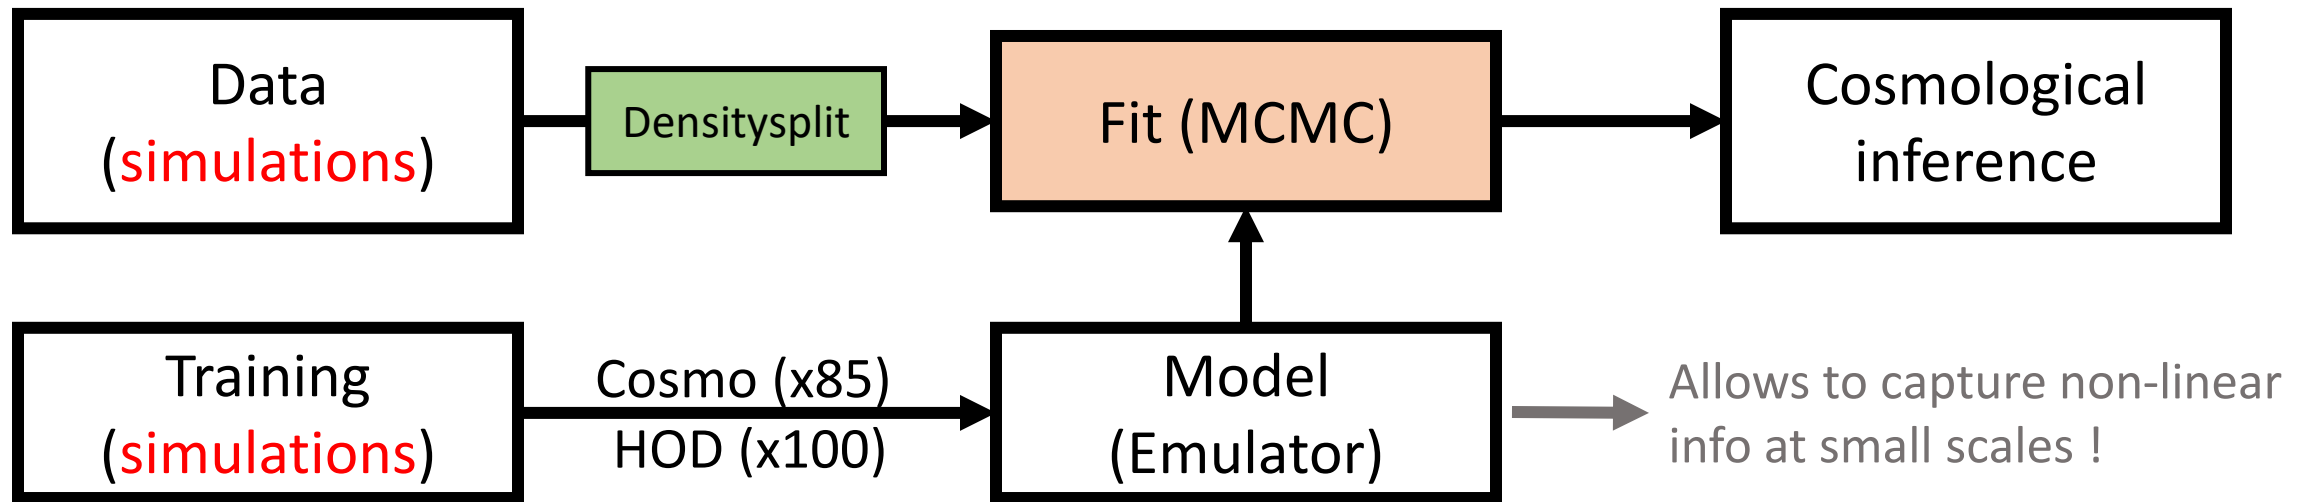 Data
(simulations)
Densitysplit
Fit (MCMC)
Cosmological
inference
Training
(simulations)
Cosmo (x85)
HOD (x100)
Model
(Emulator)
Allows to capture non-linear
info at small scales !